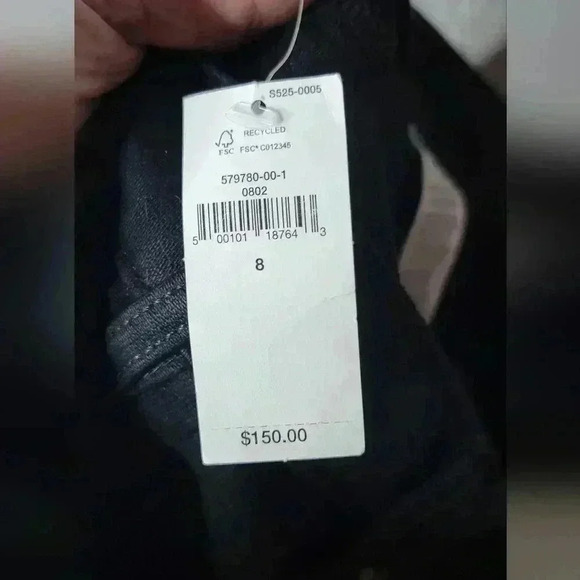 S525-0005
RECYCLED
FSC
FSC® C012345
579780-00-1
0802
5 00101 18764 3
8
$150.00